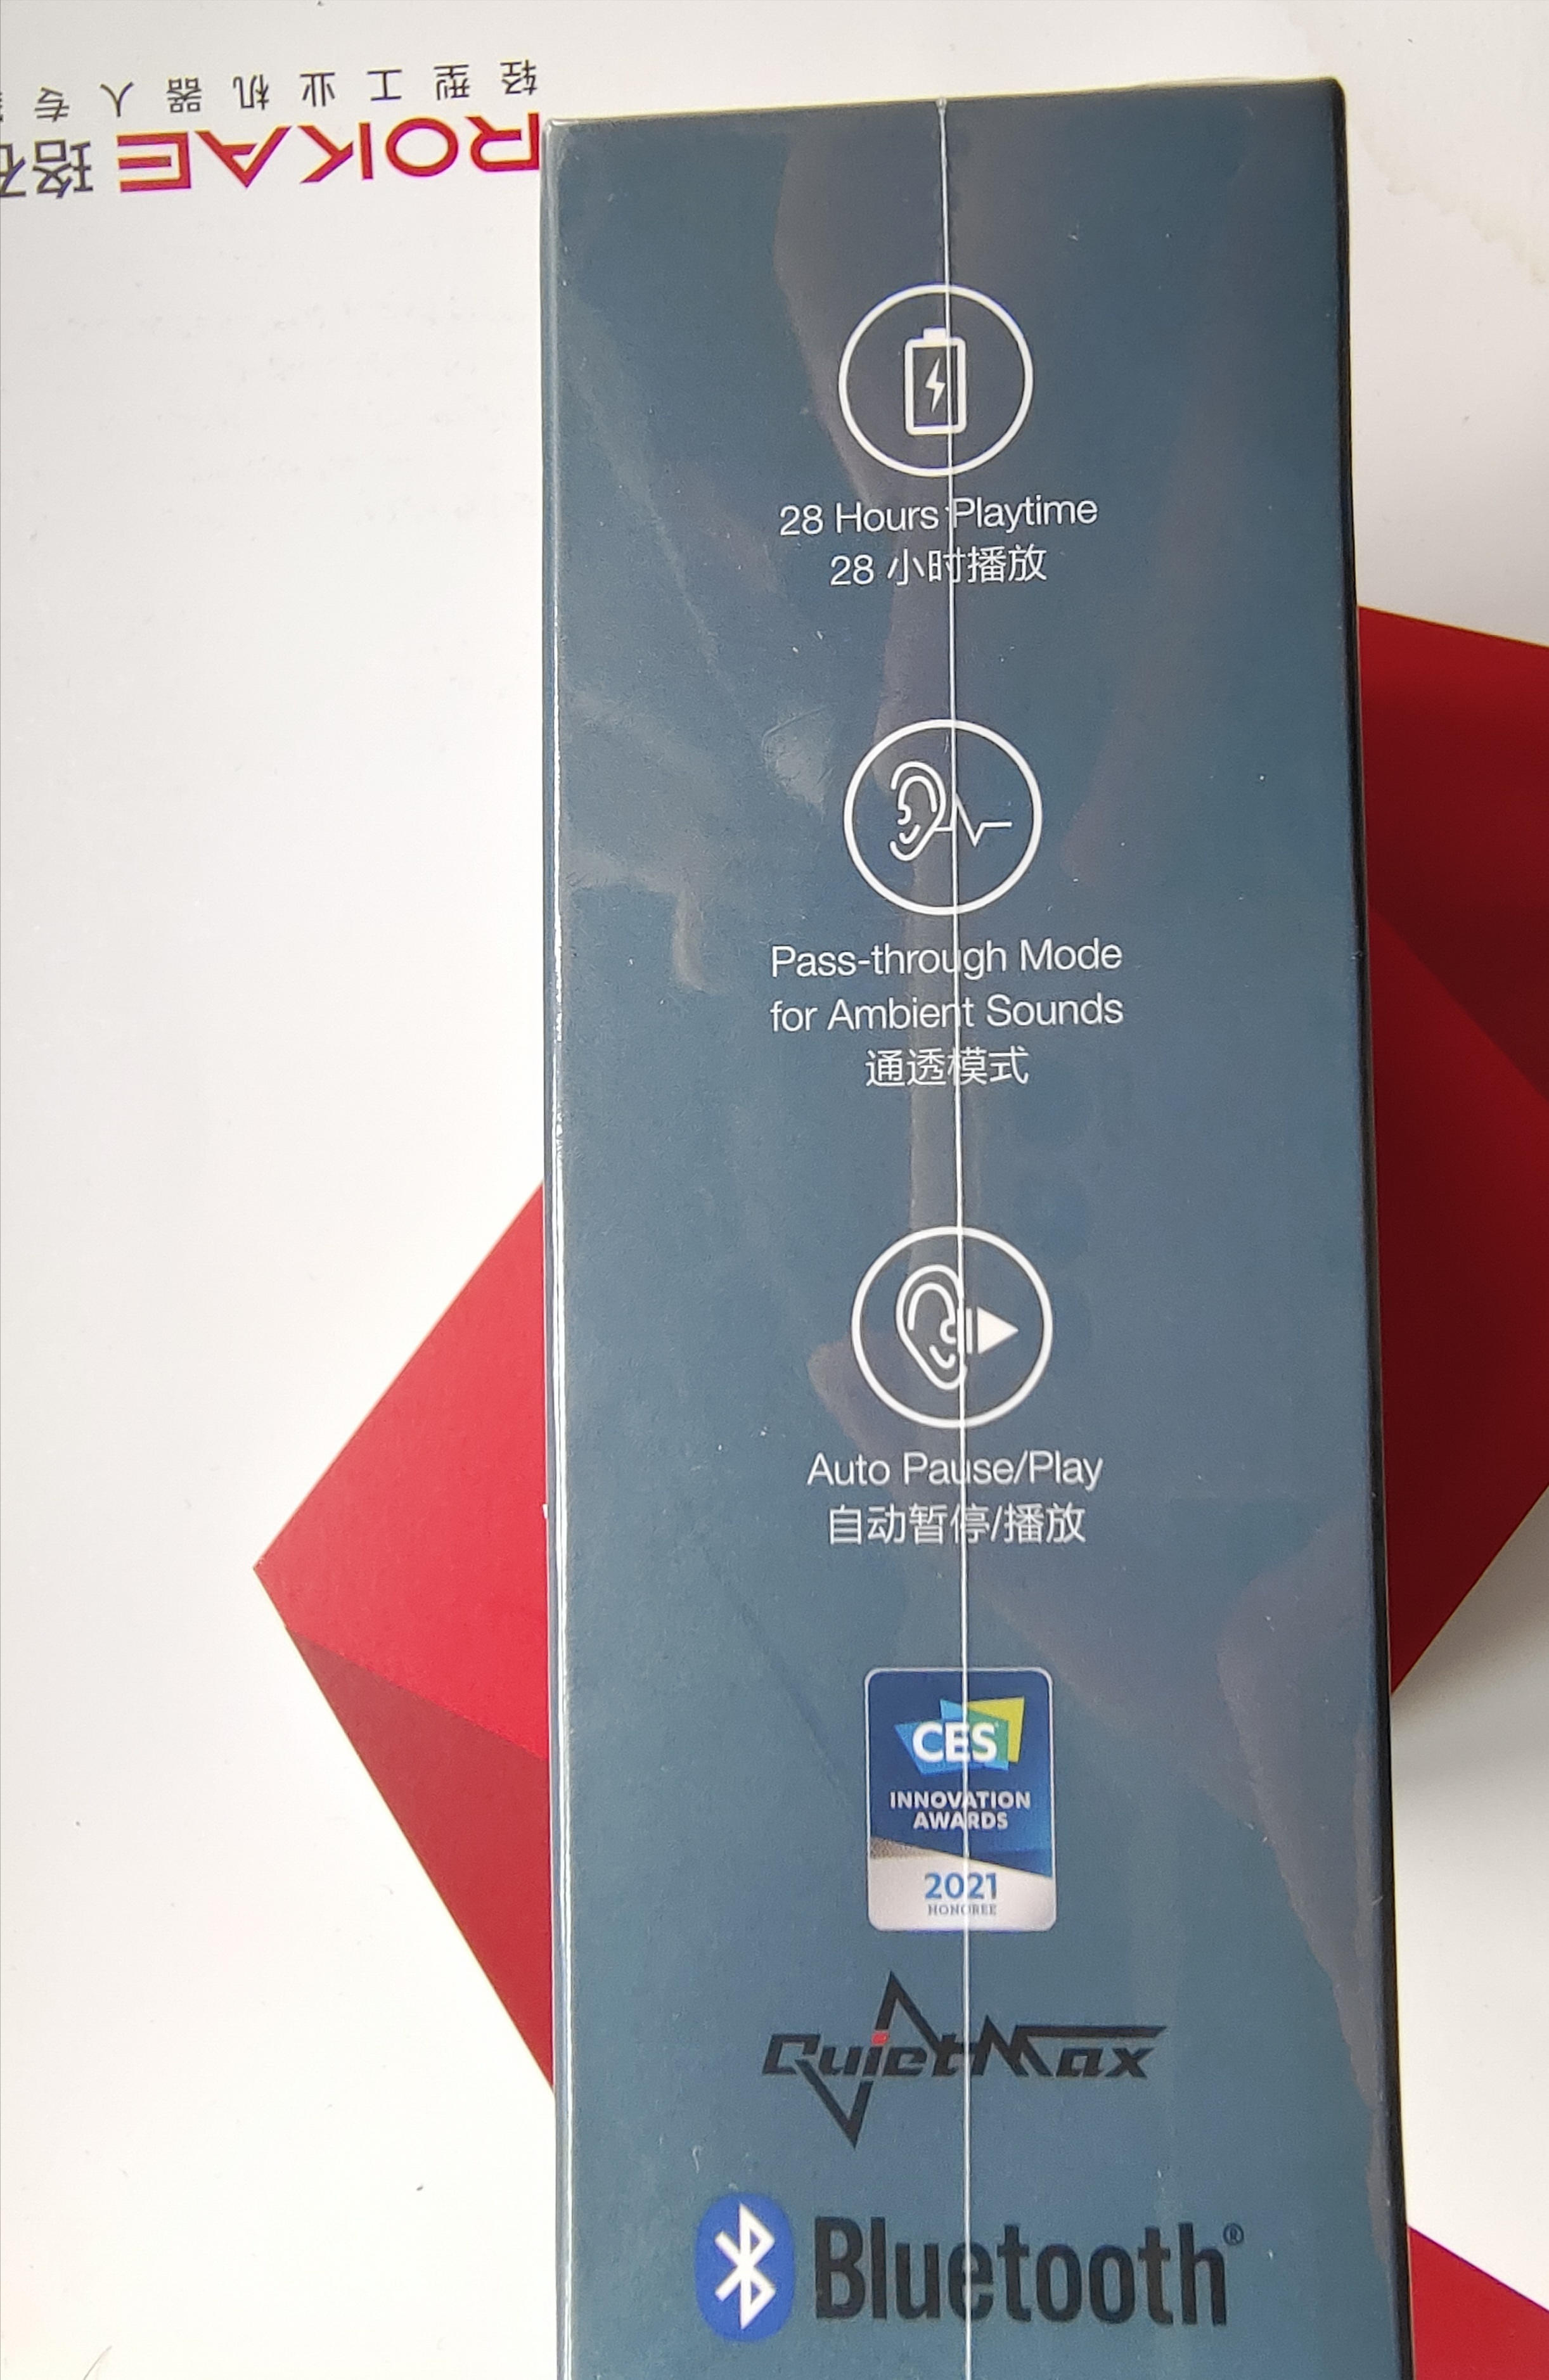 轻型工业机器人专
ROKAE 珞
28 Hours Playtime
28 小时播放
Pass-through Mode
for Ambient Sounds
通透模式
Auto Pause/Play
自动暂停/播放
CES
INNOVATION
AWARDS
2021
HONOREE
QuietMax
Bluetooth®